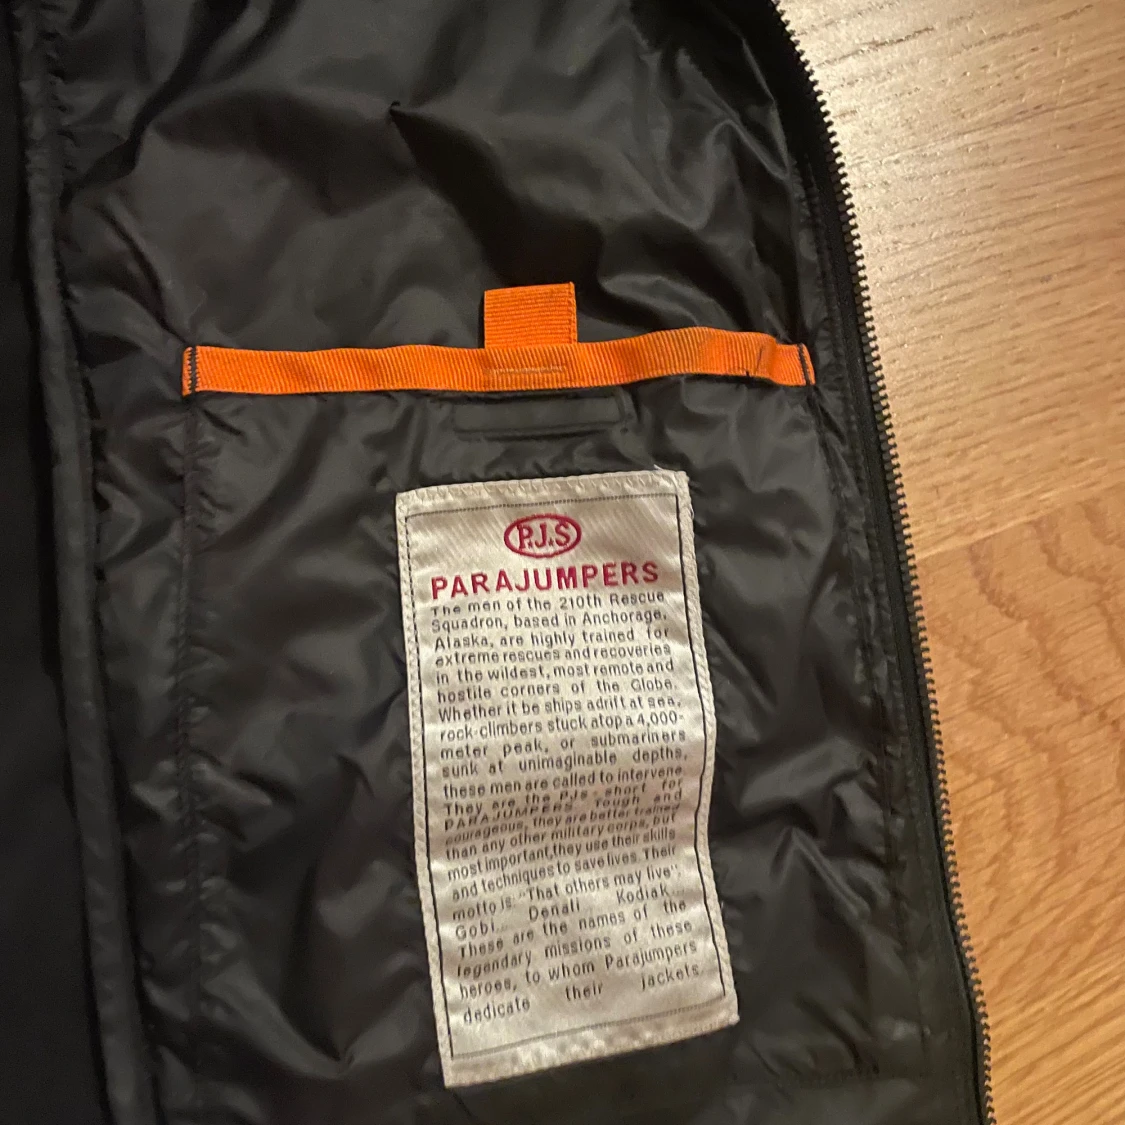 P.J.S
PARAJUMPERS
The men of the 210th Rescue
Squadron, based in Anchorage,
Alaska, are highly trained for
extreme rescues and recoveries
in the wildest, most remote and
hostile corners of the Globe.
Whether it be ships adrift at sea,
rock-climbers stuck atop a 4,000-
meter peak, or submariners
sunk at unimaginable depths,
these men are called to intervene
They are the PJs, short for
PARAJUMPERS. Tough and
courageous, they are better trained
than any other military corps, but
most important,they use their skills
and techniques to save lives. Their
motto is: "That others may live".
Gobi... Denali Kodiak...
These are the names of the
legendary missions of these
heroes, to whom Parajumpers
dedicate their jackets